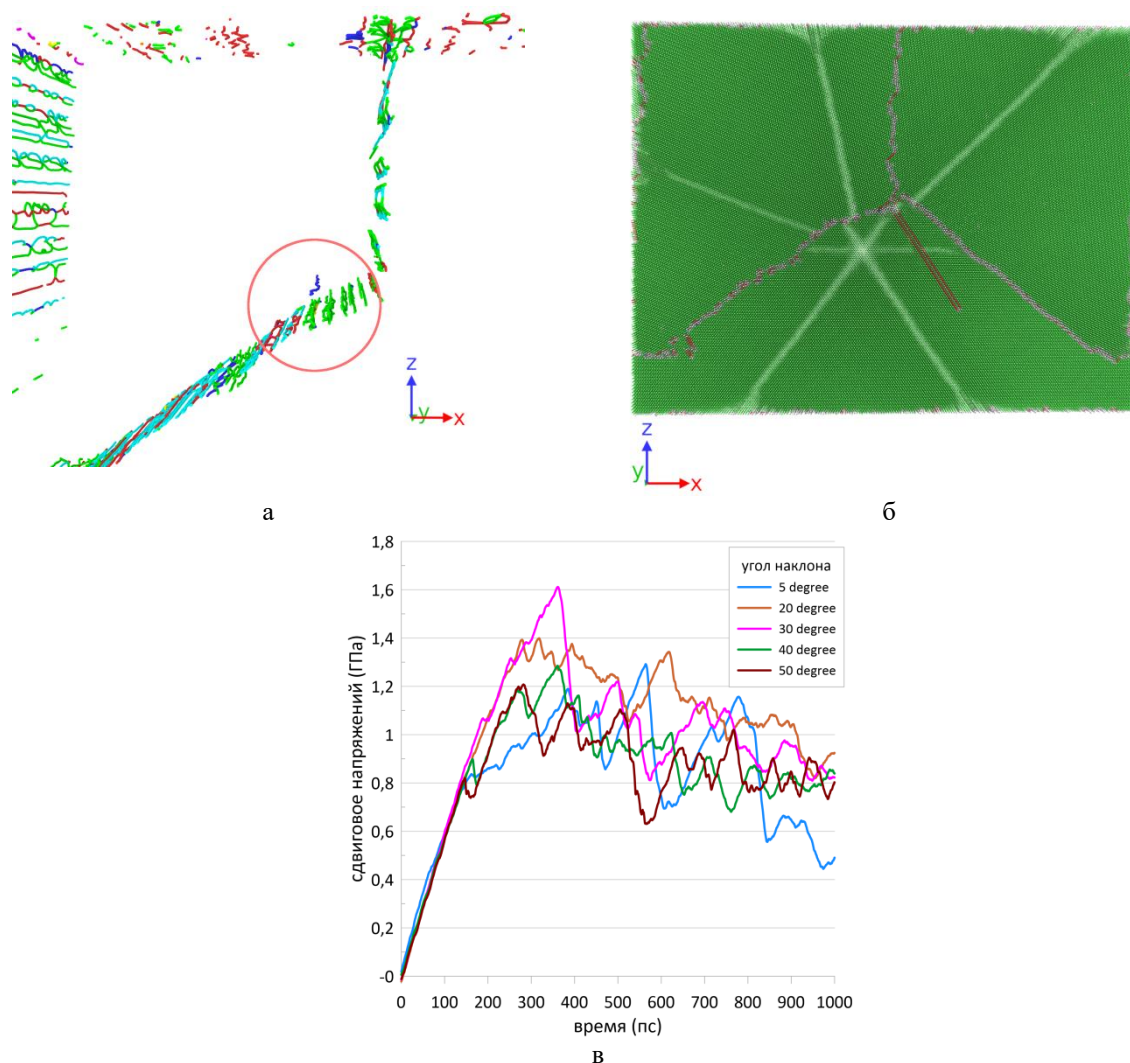 z
y x
а
z
y x
б
1,8
1,6
1,4
1,2
1
0,8
0,6
0,4
0,2
-0
сдвиговое напряжений (ГПа)
угол наклона
5 degree
20 degree
30 degree
40 degree
50 degree
0 100 200 300 400 500 600 700 800 900 1000
время (пс)
в